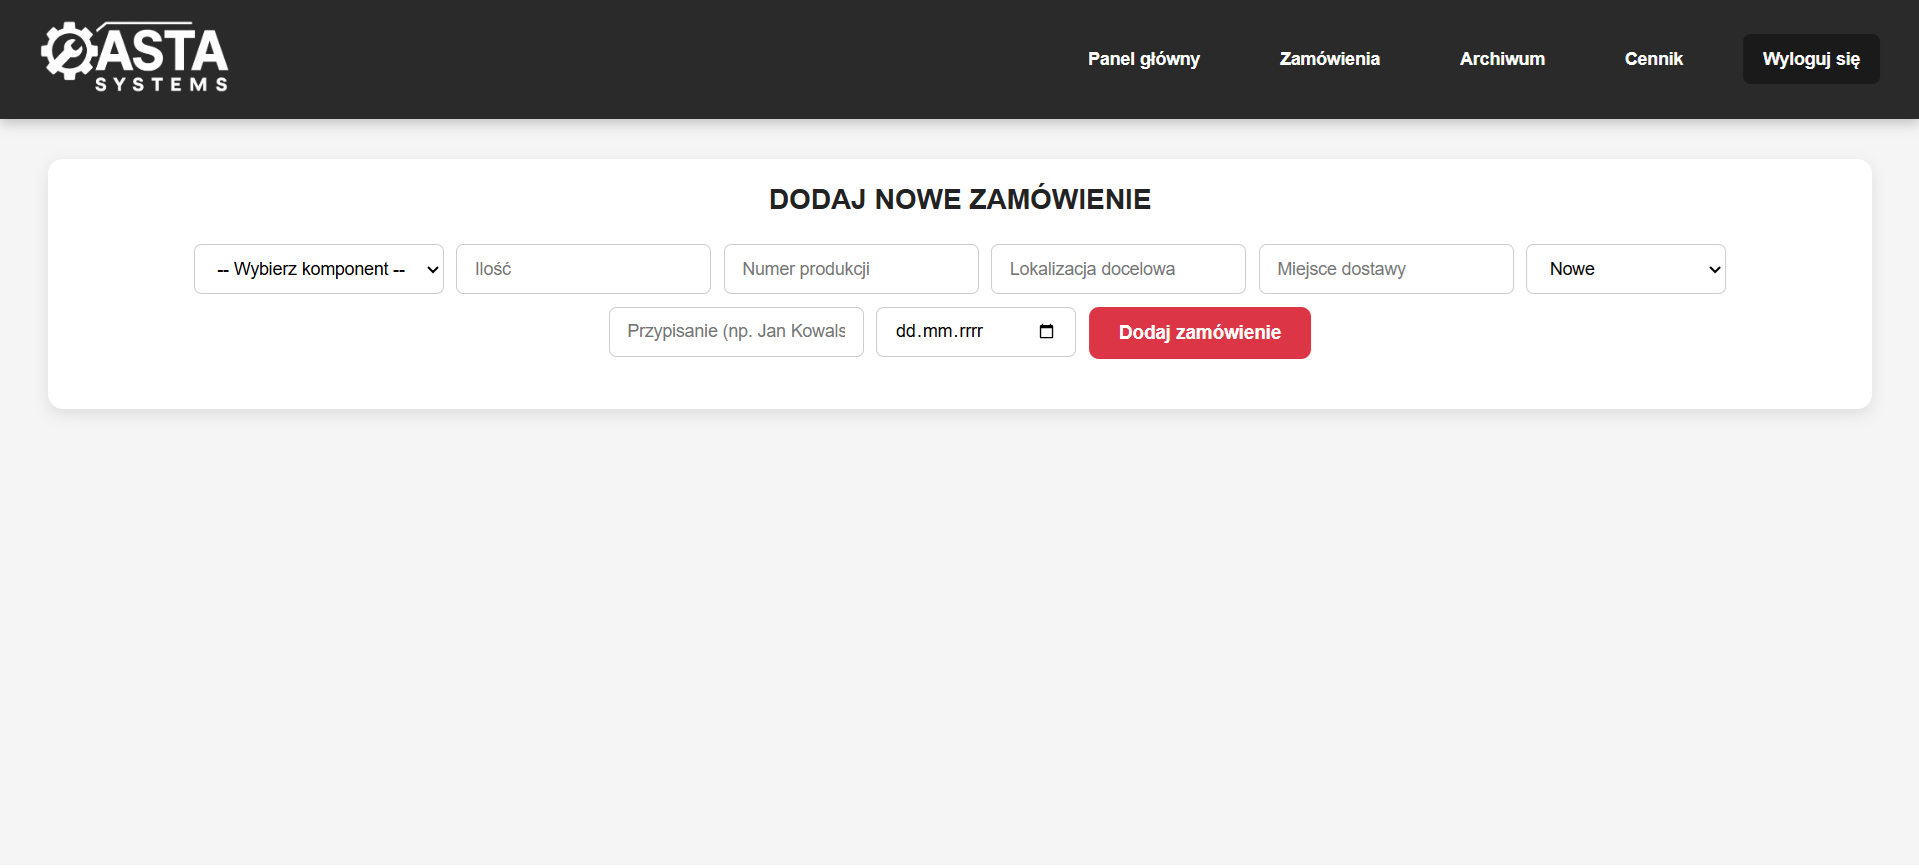 ASTA
SYSTEMS
Panel główny Zamówienia Archiwum Cennik Wyloguj się
DODAJ NOWE ZAMÓWIENIE
-- Wybierz komponent -- Ilość Numer produkcji Lokalizacja docelowa Miejsce dostawy Nowe
Przypisanie (np. Jan Kowals dd.mm.rrrr Dodaj zamówienie